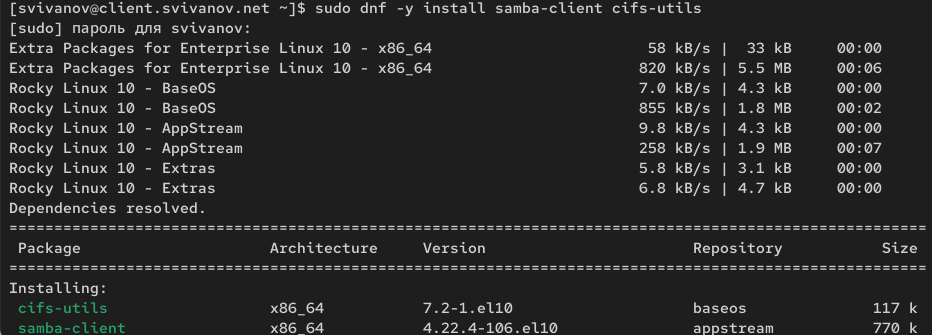 [svivanov@client.svivanov.net ~]$ sudo dnf -y install samba-client cifs-utils
[sudo] пароль для svivanov:
Extra Packages for Enterprise Linux 10 - x86_64 58 kB/s | 33 kB 00:00
Extra Packages for Enterprise Linux 10 - x86_64 820 kB/s | 5.5 MB 00:06
Rocky Linux 10 - BaseOS 7.0 kB/s | 4.3 kB 00:00
Rocky Linux 10 - BaseOS 855 kB/s | 1.8 MB 00:02
Rocky Linux 10 - AppStream 9.8 kB/s | 4.3 kB 00:00
Rocky Linux 10 - AppStream 258 kB/s | 1.9 MB 00:07
Rocky Linux 10 - Extras 5.8 kB/s | 3.1 kB 00:00
Rocky Linux 10 - Extras 6.8 kB/s | 4.7 kB 00:00
Dependencies resolved.
================================================================================
Package Architecture Version Repository Size
================================================================================
Installing:
cifs-utils x86_64 7.2-1.el10 baseos 117 k
samba-client x86_64 4.22.4-106.el10 appstream 770 k